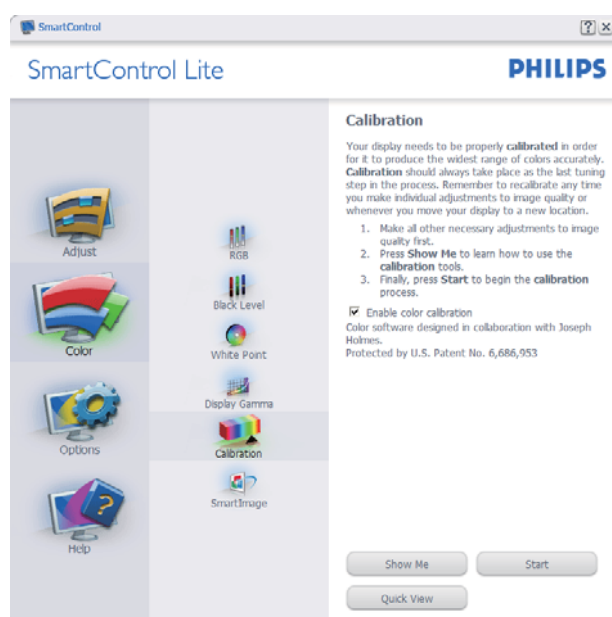 SmartControl
SmartControl Lite
PHILIPS
Adjust
Color
Options
Help
RGB
Black Level
White Point
Display Gamma
Calibration
SmartImage
Calibration
Your display needs to be properly calibrated in order
for it to produce the widest range of colors accurately.
Calibration should always take place as the last tuning
step in the process. Remember to recalibrate any time
you make individual adjustments to image quality or
whenever you move your display to a new location.
1. Make all other necessary adjustments to image
quality first.
2. Press Show Me to learn how to use the
calibration tools.
3. Finally, press Start to begin the calibration
process.
Enable color calibration
Color software designed in collaboration with Joseph
Holmes.
Protected by U.S. Patent No. 6,686,953
Show Me
Start
Quick View